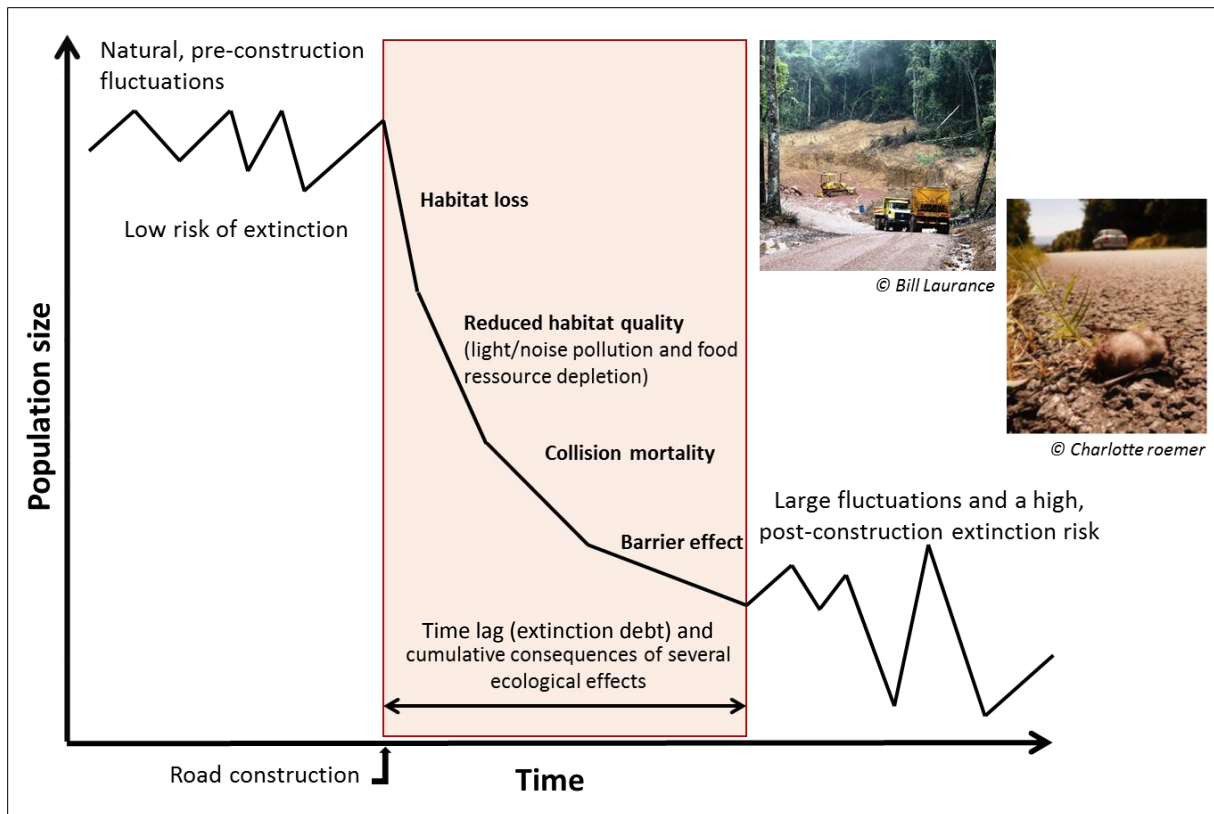 Natural, pre-construction
fluctuations
Low risk of extinction
Habitat loss
Reduced habitat quality
(light/noise pollution and food
ressource depletion)
Collision mortality
Barrier effect
Time lag (extinction debt) and
cumulative consequences of several
ecological effects
© Bill Laurance
© Charlotte roemer
Large fluctuations and a high,
post-construction extinction risk
Population size
Road construction
Time